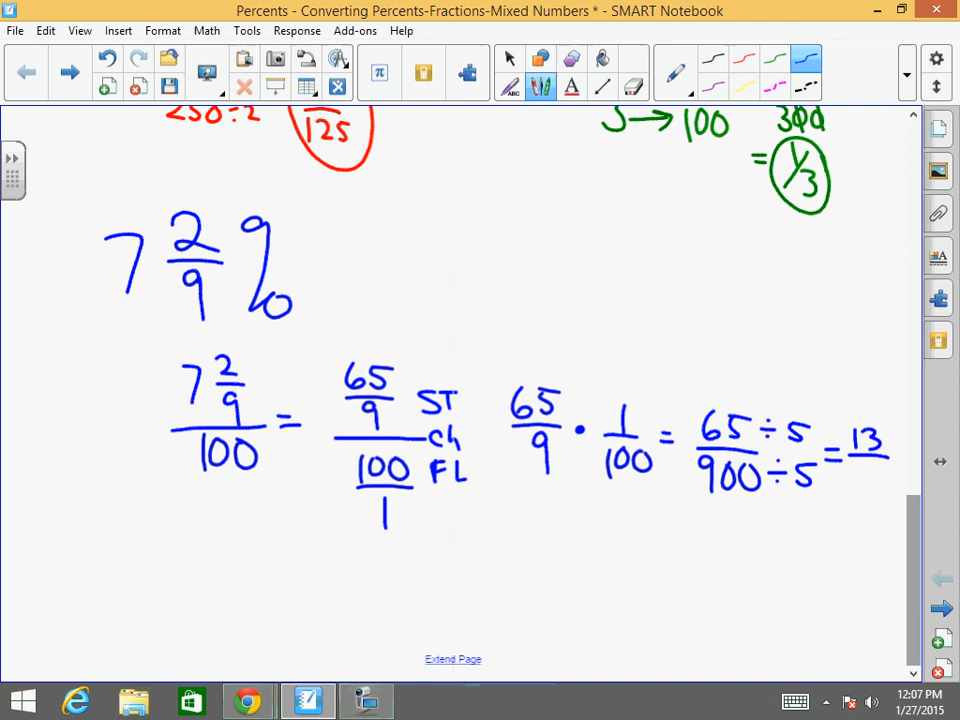 Percents - Converting Percents-Fractions-Mixed Numbers * - SMART Notebook
File Edit View Insert Format Math Tools Response Add-ons Help
250÷2 125
5 → 100 300
= 1/3
7 2/9 %
7 2/9 / 100 = 65/9 / 100/1 ST Ch FL 65/9 · 1/100 = 65÷5 / 900÷5 = 13
Extend Page
12:07 PM
1/27/2015